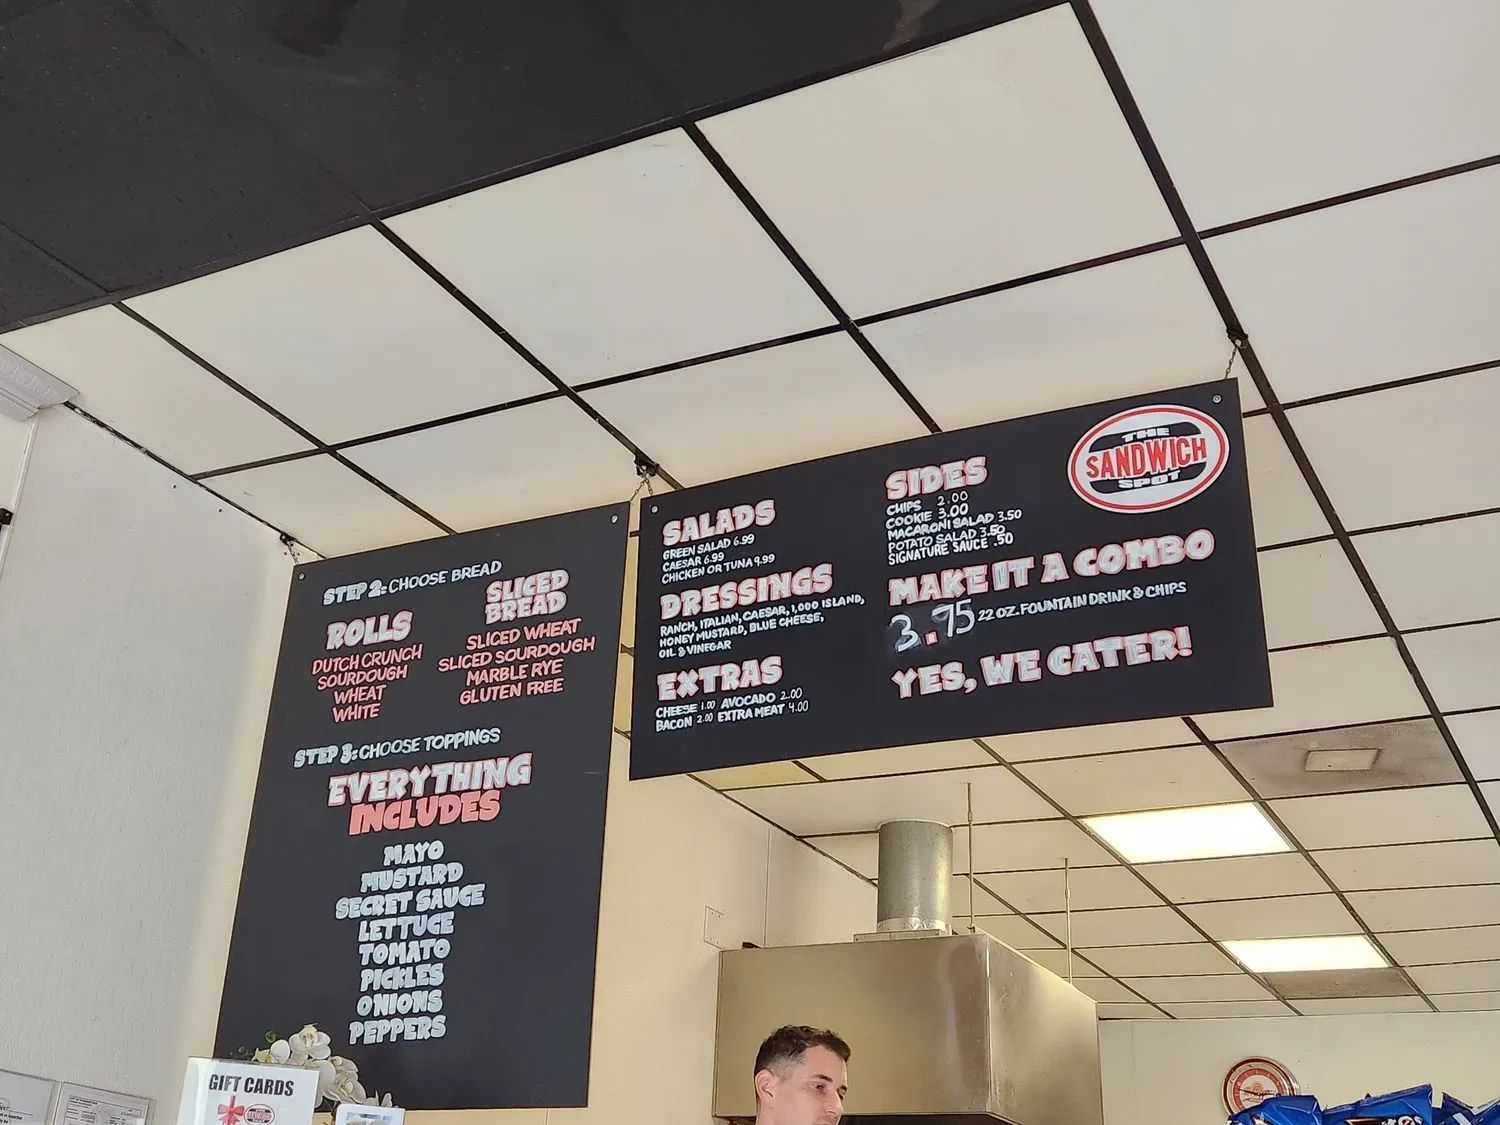 STEP 2: CHOOSE BREAD
ROLLS
DUTCH CRUNCH
SOURDOUGH
WHEAT
WHITE
SLICED
BREAD
SLICED WHEAT
SLICED SOURDOUGH
MARBLE RYE
GLUTEN FREE
STEP 3: CHOOSE TOPPINGS
EVERYTHING
INCLUDES
MAYO
MUSTARD
SECRET SAUCE
LETTUCE
TOMATO
PICKLES
ONIONS
PEPPERS
SALADS
GREEN SALAD 6.99
CAESAR 6.99
CHICKEN OR TUNA 9.99
DRESSINGS
RANCH, ITALIAN, CAESAR, 1,000 ISLAND,
HONEY MUSTARD, BLUE CHEESE,
OIL & VINEGAR
EXTRAS
CHEESE 1.00 AVOCADO 2.00
BACON 2.00 EXTRA MEAT 4.00
SIDES
CHIPS 2.00
COOKIE 3.00
MACARONI SALAD 3.50
POTATO SALAD 3.50
SIGNATURE SAUCE .50
THE
SANDWICH
SPOT
MAKE IT A COMBO
3.95 22 OZ. FOUNTAIN DRINK & CHIPS
YES, WE CATER!
GIFT CARDS